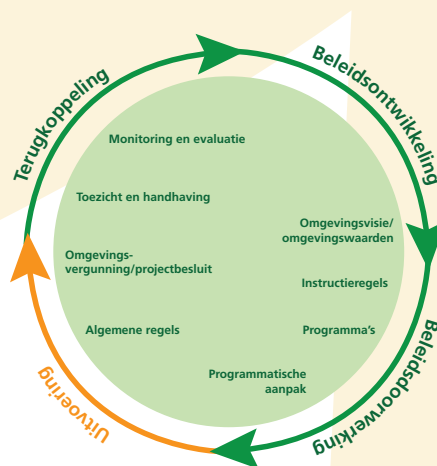 Terugkoppeling
Beleidsontwikkeling
Monitoring en evaluatie
Toezicht en handhaving
Omgevings-
vergunning/projectbesluit
Algemene regels
Omgevingsvisie/
omgevingswaarden
Instructieregels
Programma’s
Programmatische
aanpak
Uitvoering
Beleidsdoorwerking